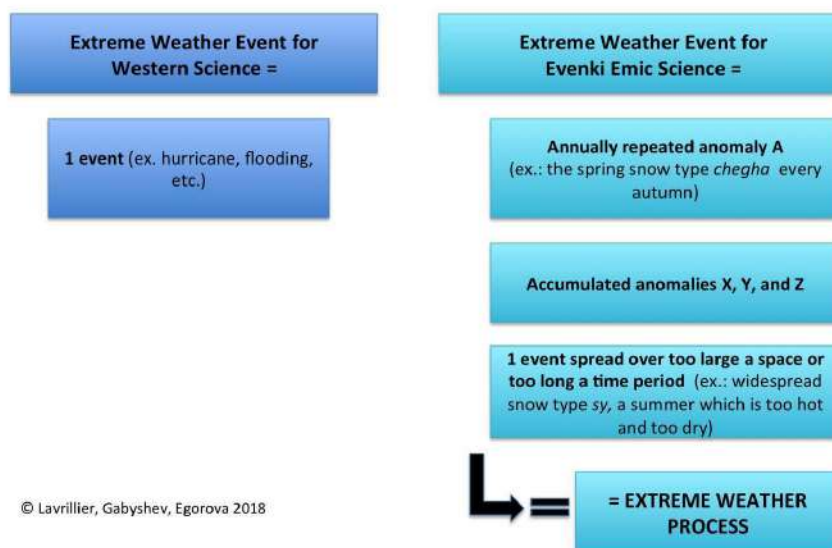 Extreme Weather Event for
Western Science =
1 event (ex. hurricane, flooding,
etc.)
Extreme Weather Event for
Evenki Emic Science =
Annually repeated anomaly A
(ex.: the spring snow type chegha every
autumn)
Accumulated anomalies X, Y, and Z
1 event spread over too large a space or
too long a time period (ex.: widespread
snow type sy, a summer which is too hot
and too dry)
= EXTREME WEATHER
PROCESS
© Lavrillier, Gabyshev, Egorova 2018